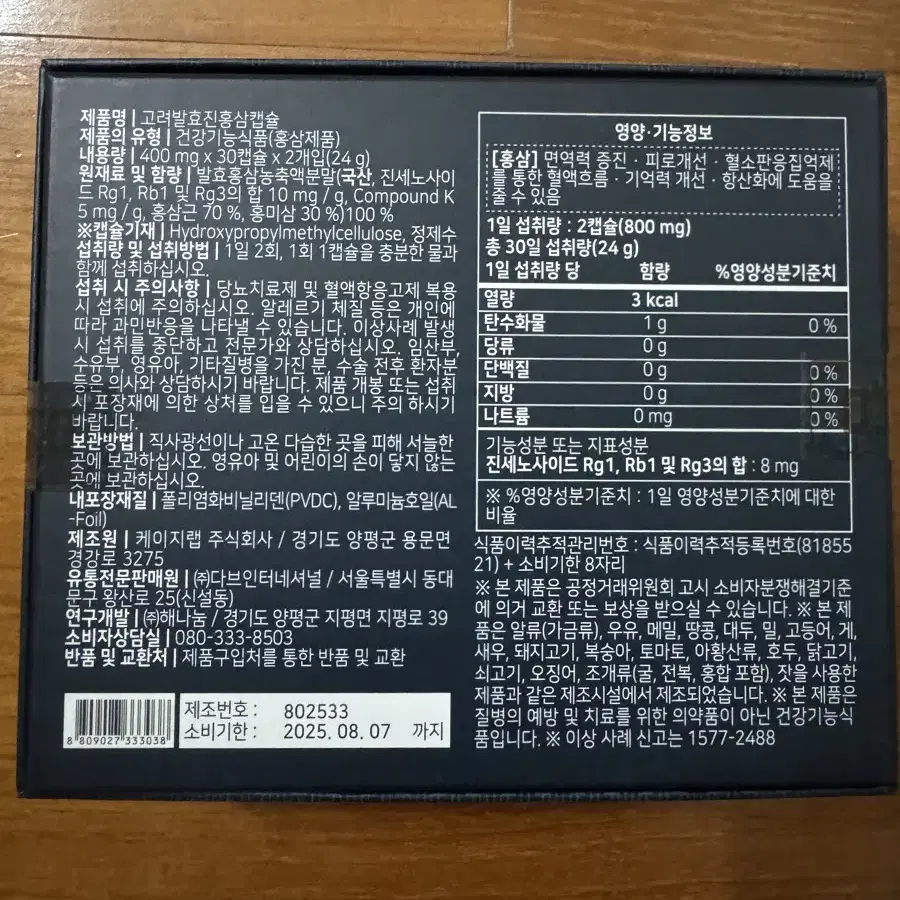 제품명 | 고려발효진홍삼캡슐
제품의 유형 | 건강기능식품(홍삼제품)
내용량 | 400 mg x 30캡슐 x 2개입(24 g)
원재료 및 함량 | 발효홍삼농축액분말(국산, 진세노사이
드 Rg1, Rb1 및 Rg3의 합 10 mg / g, Compound K
5 mg / g, 홍삼근 70 %, 홍미삼 30 %)100 %
※캡슐기재 | Hydroxypropylmethylcellulose, 정제수
섭취량 및 섭취방법 | 1일 2회, 1회 1캡슐을 충분한 물과
함께 섭취하십시오.
섭취 시 주의사항 | 당뇨치료제 및 혈액항응고제 복용
시 섭취에 주의하십시오. 알레르기 체질 등은 개인에
따라 과민반응을 나타낼 수 있습니다. 이상사례 발생
시 섭취를 중단하고 전문가와 상담하십시오. 임산부,
수유부, 영유아, 기타질병을 가진 분, 수술 전후 환자분
등은 의사와 상담하시기 바랍니다. 제품 개봉 또는 섭취
시 포장재에 의한 상처를 입을 수 있으니 주의 하시기
바랍니다.
보관방법 | 직사광선이나 고온 다습한 곳을 피해 서늘한
곳에 보관하십시오. 영유아 및 어린이의 손이 닿지 않는
곳에 보관하십시오.
내포장재질 | 폴리염화비닐리덴(PVDC), 알루미늄호일(AL
-Foil)
제조원 | 케이지랩 주식회사 / 경기도 양평군 용문면
경강로 3275
유통전문판매원 | ㈜다브인터네셔널 / 서울특별시 동대
문구 왕산로 25(신설동)
연구개발 | ㈜해나눔 / 경기도 양평군 지평면 지평로 39
소비자상담실 | 080-333-8503
반품 및 교환처 | 제품구입처를 통한 반품 및 교환
8 809027 333038
제조번호 : 802533
소비기한 : 2025. 08. 07 까지
영양·기능정보
[홍삼] 면역력 증진 · 피로개선 · 혈소판응집억제
를 통한 혈액흐름 · 기억력 개선 · 항산화에 도움을
줄 수 있음
1일 섭취량 : 2캡슐(800 mg)
총 30일 섭취량(24 g)
1일 섭취량 당 함량 %영양성분기준치
열량 3 kcal
탄수화물 1 g 0 %
당류 0 g
단백질 0 g 0 %
지방 0 g 0 %
나트륨 0 mg 0 %
기능성분 또는 지표성분
진세노사이드 Rg1, Rb1 및 Rg3의 합 : 8 mg
※ %영양성분기준치 : 1일 영양성분기준치에 대한
비율
식품이력추적관리번호 : 식품이력추적등록번호(81855
21) + 소비기한 8자리
※ 본 제품은 공정거래위원회 고시 소비자분쟁해결기준
에 의거 교환 또는 보상을 받으실 수 있습니다. ※ 본 제
품은 알류(가금류), 우유, 메밀, 땅콩, 대두, 밀, 고등어, 게,
새우, 돼지고기, 복숭아, 토마토, 아황산류, 호두, 닭고기,
쇠고기, 오징어, 조개류(굴, 전복, 홍합 포함), 잣을 사용한
제품과 같은 제조시설에서 제조되었습니다. ※ 본 제품은
질병의 예방 및 치료를 위한 의약품이 아닌 건강기능식
품입니다. ※ 이상 사례 신고는 1577-2488